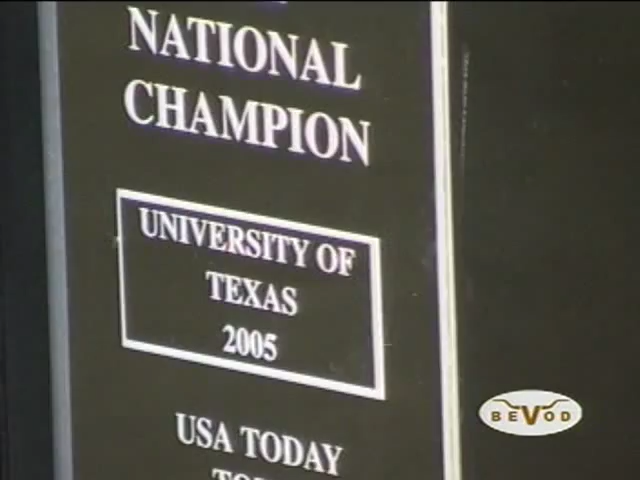 NATIONAL
CHAMPION
UNIVERSITY OF
TEXAS
2005
USA TODAY
BEVOD